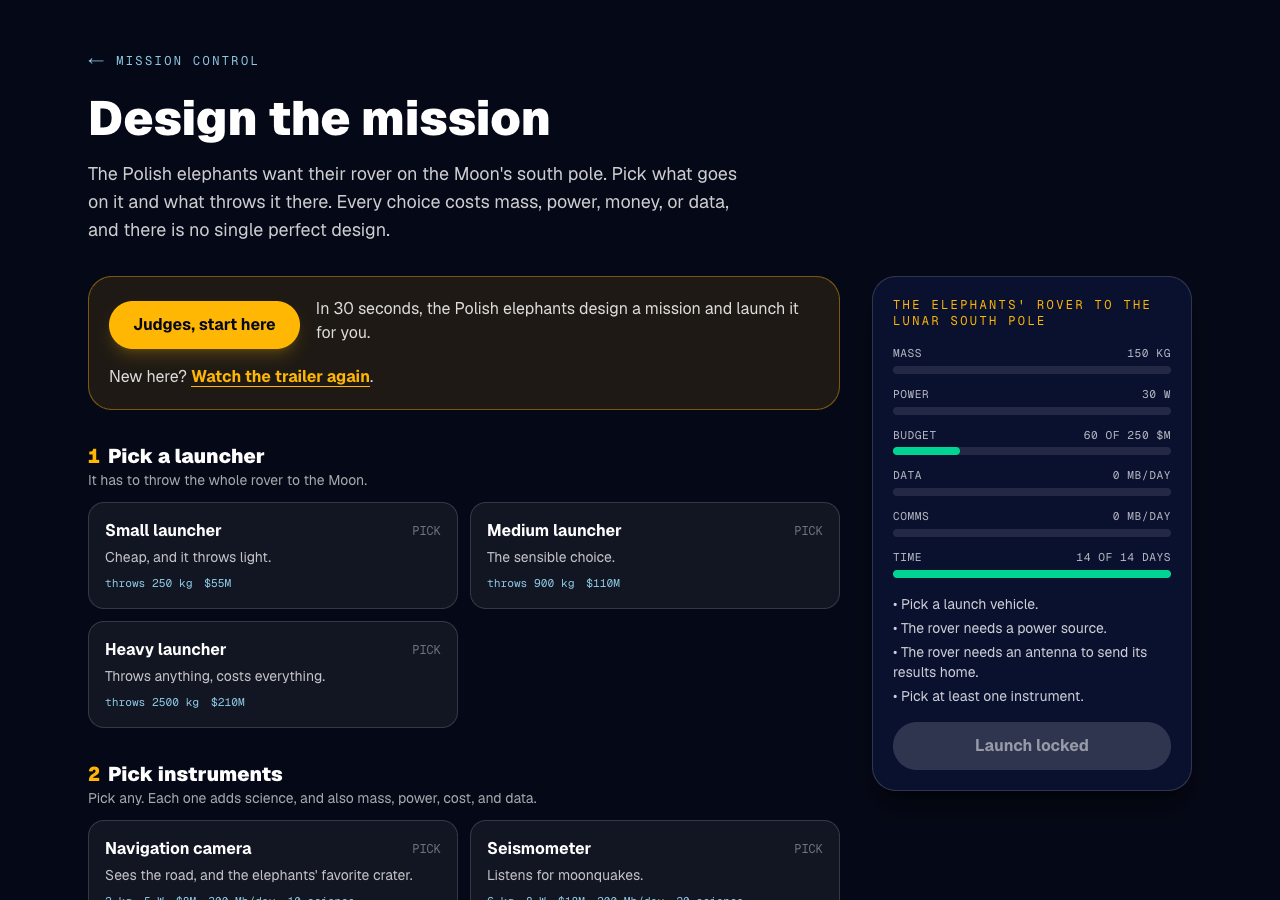 ← MISSION CONTROL
Design the mission
The Polish elephants want their rover on the Moon's south pole. Pick what goes
on it and what throws it there. Every choice costs mass, power, money, or data,
and there is no single perfect design.
Judges, start here
In 30 seconds, the Polish elephants design a mission and launch it
for you.
New here? Watch the trailer again.
1 Pick a launcher
It has to throw the whole rover to the Moon.
Small launcher PICK
Cheap, and it throws light.
throws 250 kg $55M
Medium launcher PICK
The sensible choice.
throws 900 kg $110M
Heavy launcher PICK
Throws anything, costs everything.
throws 2500 kg $210M
2 Pick instruments
Pick any. Each one adds science, and also mass, power, cost, and data.
Navigation camera PICK
Sees the road, and the elephants' favorite crater.
Seismometer PICK
Listens for moonquakes.
THE ELEPHANTS' ROVER TO THE
LUNAR SOUTH POLE
MASS 150 KG
POWER 30 W
BUDGET 60 OF 250 $M
DATA 0 MB/DAY
COMMS 0 MB/DAY
TIME 14 OF 14 DAYS
• Pick a launch vehicle.
• The rover needs a power source.
• The rover needs an antenna to send its
results home.
• Pick at least one instrument.
Launch locked